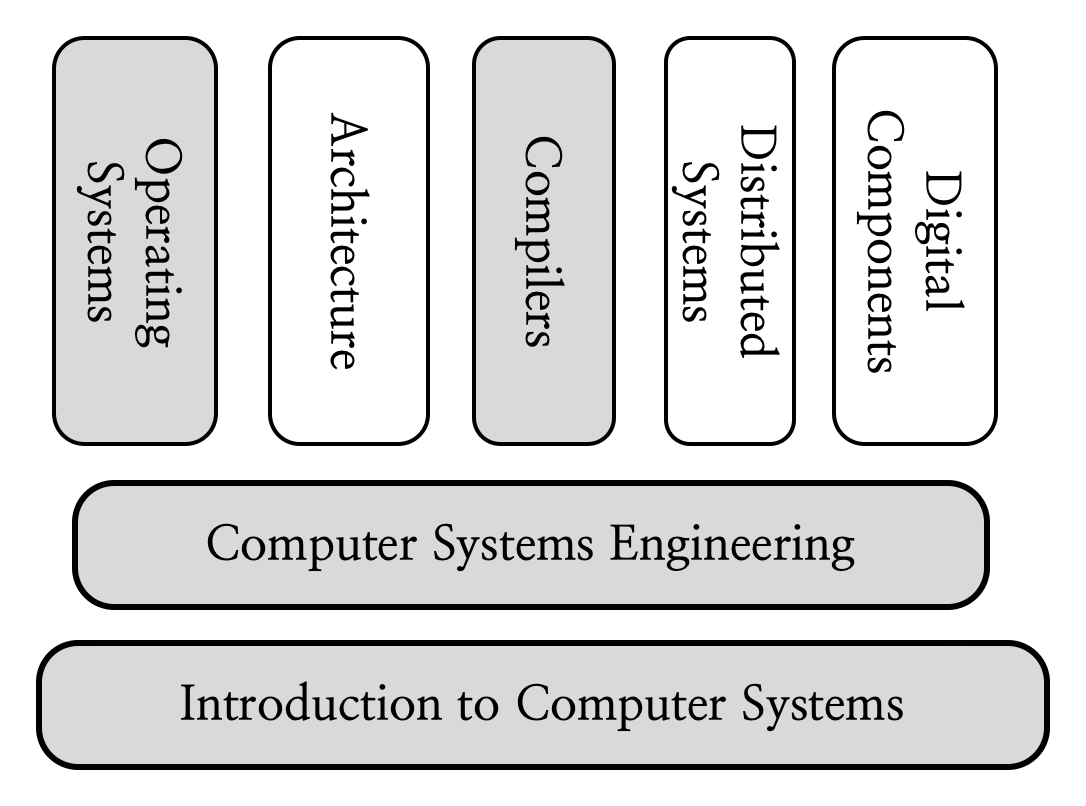 Operating
Systems
Architecture
Compilers
Distributed
Systems
Digital
Components
Computer Systems Engineering
Introduction to Computer Systems